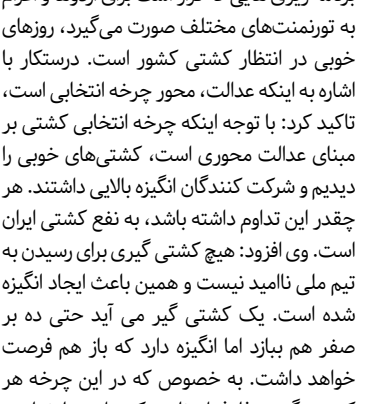 به تورنمنت‌های مختلف صورت می‌گیرد، روزهای
خوبی در انتظار کشتی کشور است. درستکار با
اشاره به اینکه عدالت، محور چرخه انتخابی است،
تاکید کرد: با توجه اینکه چرخه انتخابی کشتی بر
مبنای عدالت محوری است، کشتی‌های خوبی را
دیدیم و شرکت کنندگان انگیزه بالایی داشتند. هر
چقدر این تداوم داشته باشد، به نفع کشتی ایران
است. وی افزود: هیچ کشتی گیری برای رسیدن به
تیم ملی ناامید نیست و همین باعث ایجاد انگیزه
شده است. یک کشتی گیر می آید حتی ده بر
صفر هم ببازد اما انگیزه دارد که باز هم فرصت
خواهد داشت. به خصوص که در این چرخه هر